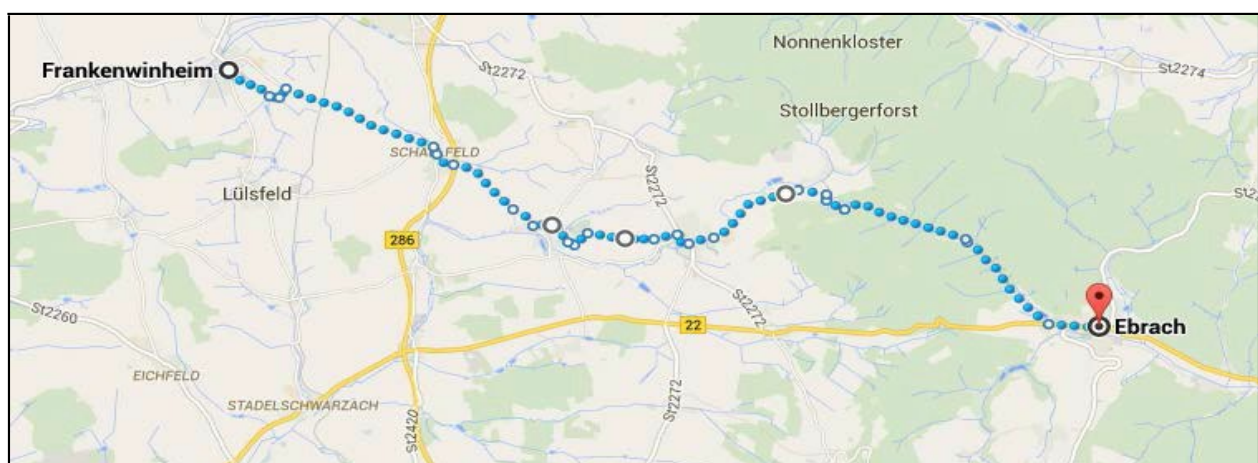 Nonnenkloster
Frankenwinheim
St2272
St2274
Stollbergerforst
SCHALLFELD
Lülsfeld
St2272
286
St2260
St2272
22
Ebrach
EICHFELD
STADELSCHWARZACH
St2272
St2420